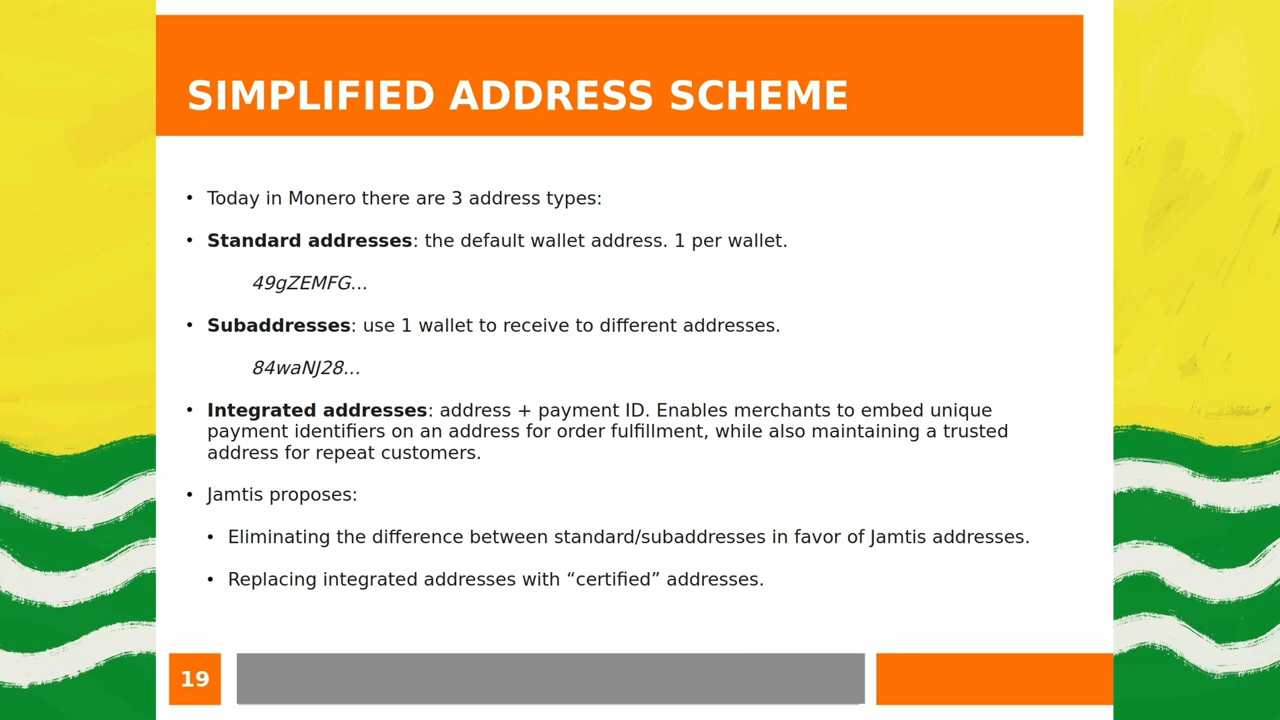 SIMPLIFIED ADDRESS SCHEME
• Today in Monero there are 3 address types:
• Standard addresses: the default wallet address. 1 per wallet.
49gZEMFG...
• Subaddresses: use 1 wallet to receive to different addresses.
84waNJ28...
• Integrated addresses: address + payment ID. Enables merchants to embed unique
payment identifiers on an address for order fulfillment, while also maintaining a trusted
address for repeat customers.
• Jamtis proposes:
• Eliminating the difference between standard/subaddresses in favor of Jamtis addresses.
• Replacing integrated addresses with “certified” addresses.
19